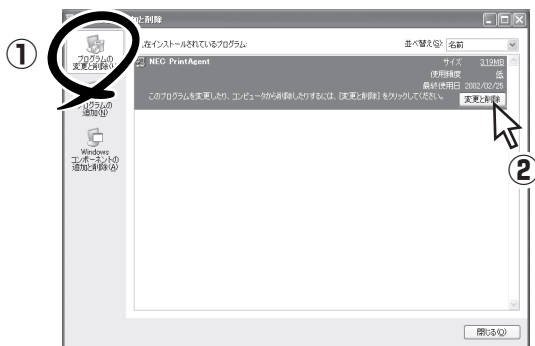 加と削除
①
プログラムの
変更と削除(H)
在インストールされているプログラム:
並べ替え(S): 名前
NEC PrintAgent
サイズ 3.19MB
使用頻度 低
最終使用日 2002/02/25
このプログラムを変更したり、コンピュータから削除したりするには、[変更と削除] をクリックしてください。
変更と削除
プログラムの
追加(N)
②
Windows
コンポーネントの
追加と削除(A)
閉じる(O)